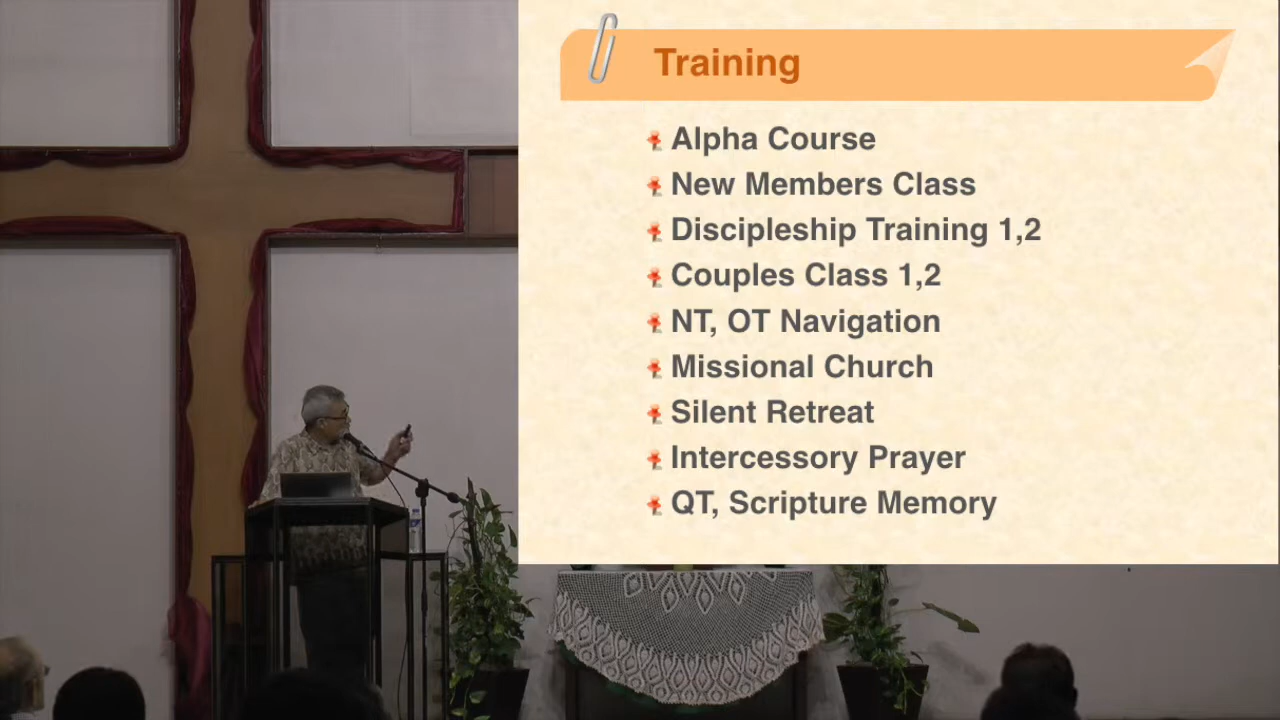 Training
Alpha Course
New Members Class
Discipleship Training 1,2
Couples Class 1,2
NT, OT Navigation
Missional Church
Silent Retreat
Intercessory Prayer
QT, Scripture Memory